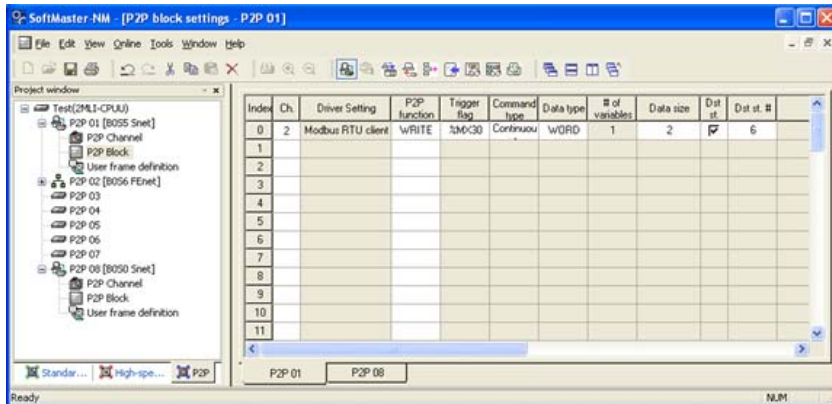 SoftMaster-NM - [P2P block settings - P2P 01]
File Edit View Online Tools Window Help
Project window
Test(2MLI-CPUU)
P2P 01 [B0S5 Snet]
P2P Channel
P2P Block
User frame definition
P2P 02 [B0S6 FEnet]
P2P 03
P2P 04
P2P 05
P2P 06
P2P 07
P2P 08 [B0S0 Snet]
P2P Channel
P2P Block
User frame definition
Standar... High-spe... P2P
Index Ch. Driver Setting P2P function Trigger flag Command type Data type # of variables Data size Dst st. Dst st. #
0 2 Modbus RTU client WRITE %MX30 Continuou WORD 1 2 6
1
2
3
4
5
6
7
8
9
10
11
P2P 01 P2P 08
Ready NUM